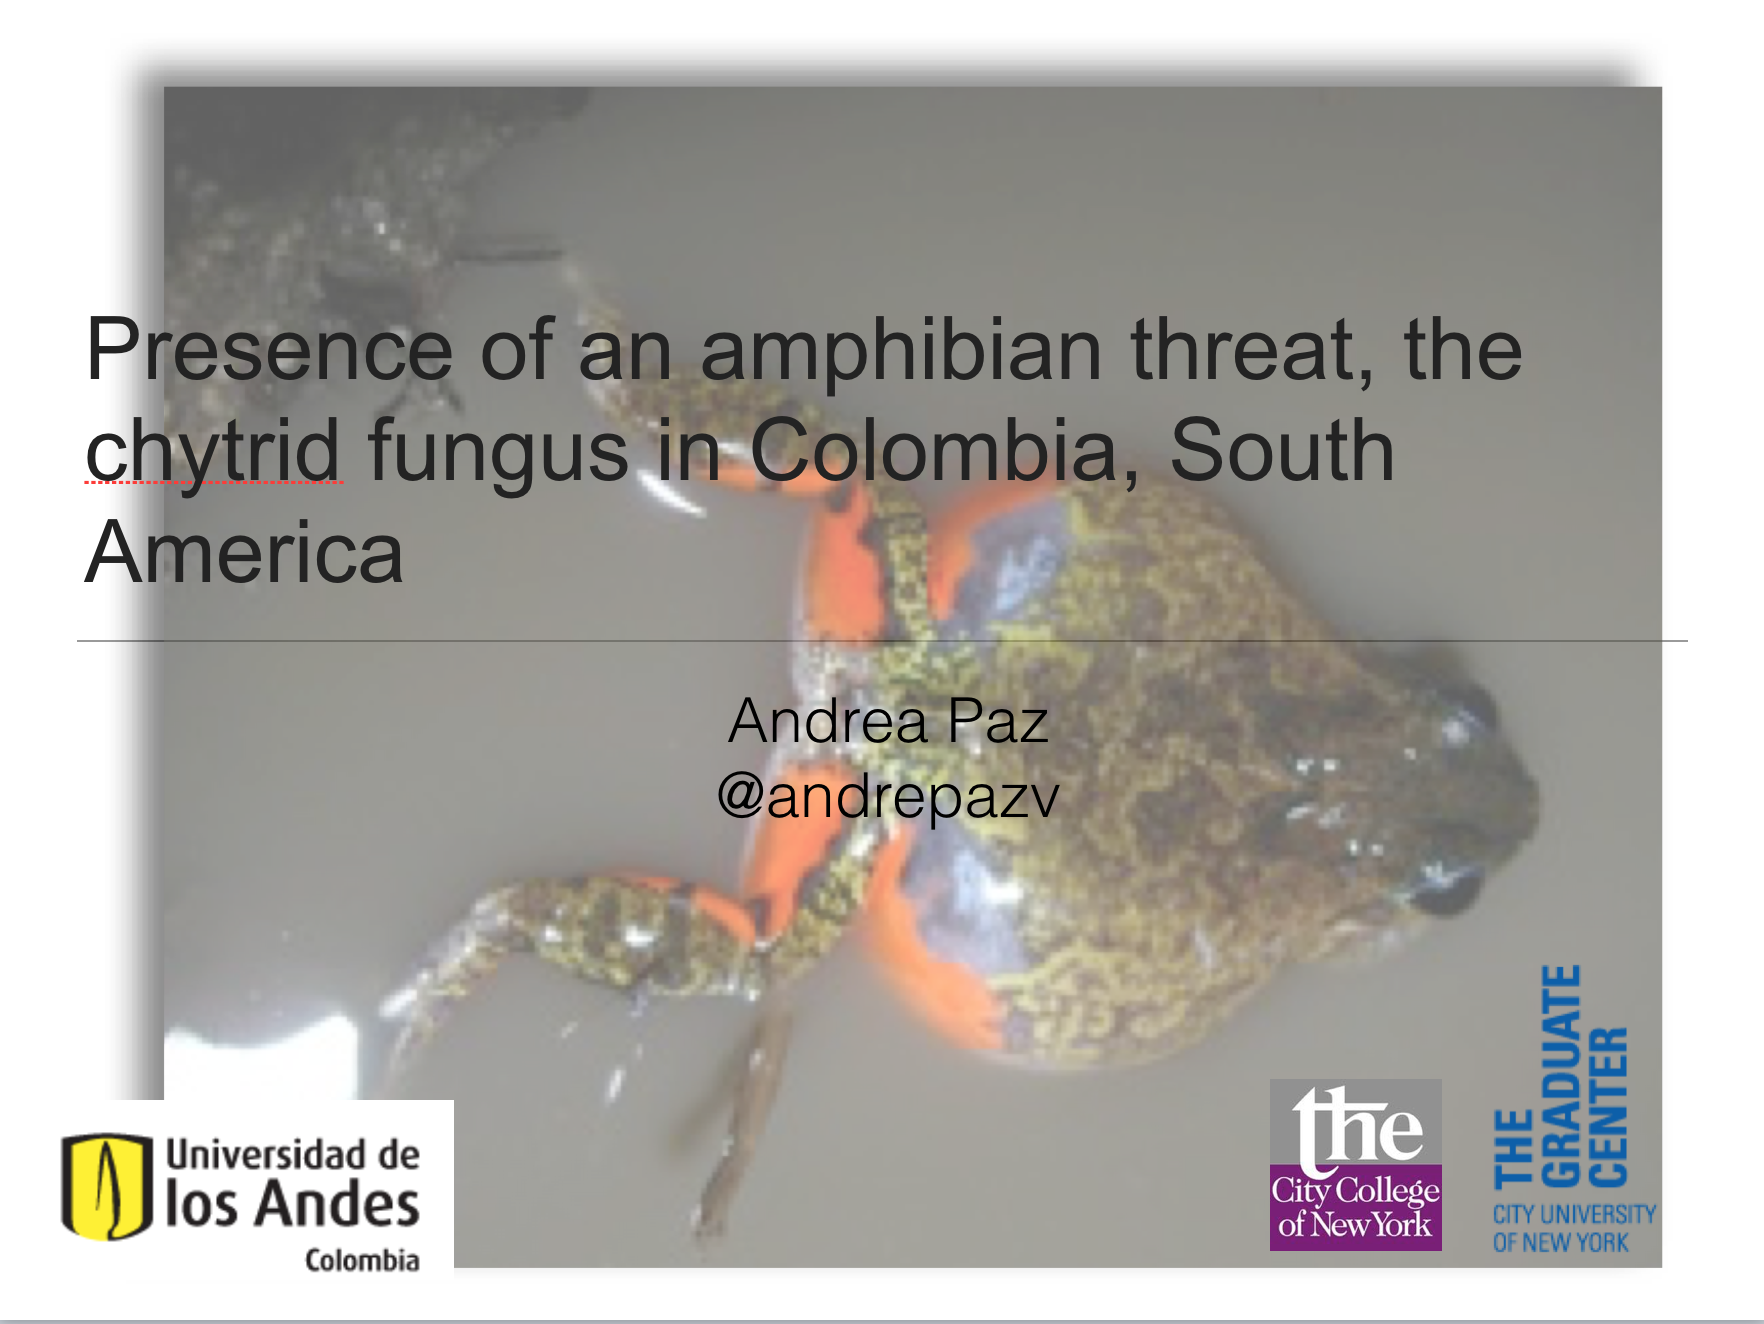 Presence of an amphibian threat, the
chytrid fungus in Colombia, South
America
Andrea Paz
@andrepazv
Universidad de
los Andes
Colombia
the
City College
of New York
THE
GRADUATE
CENTER
CITY UNIVERSITY
OF NEW YORK